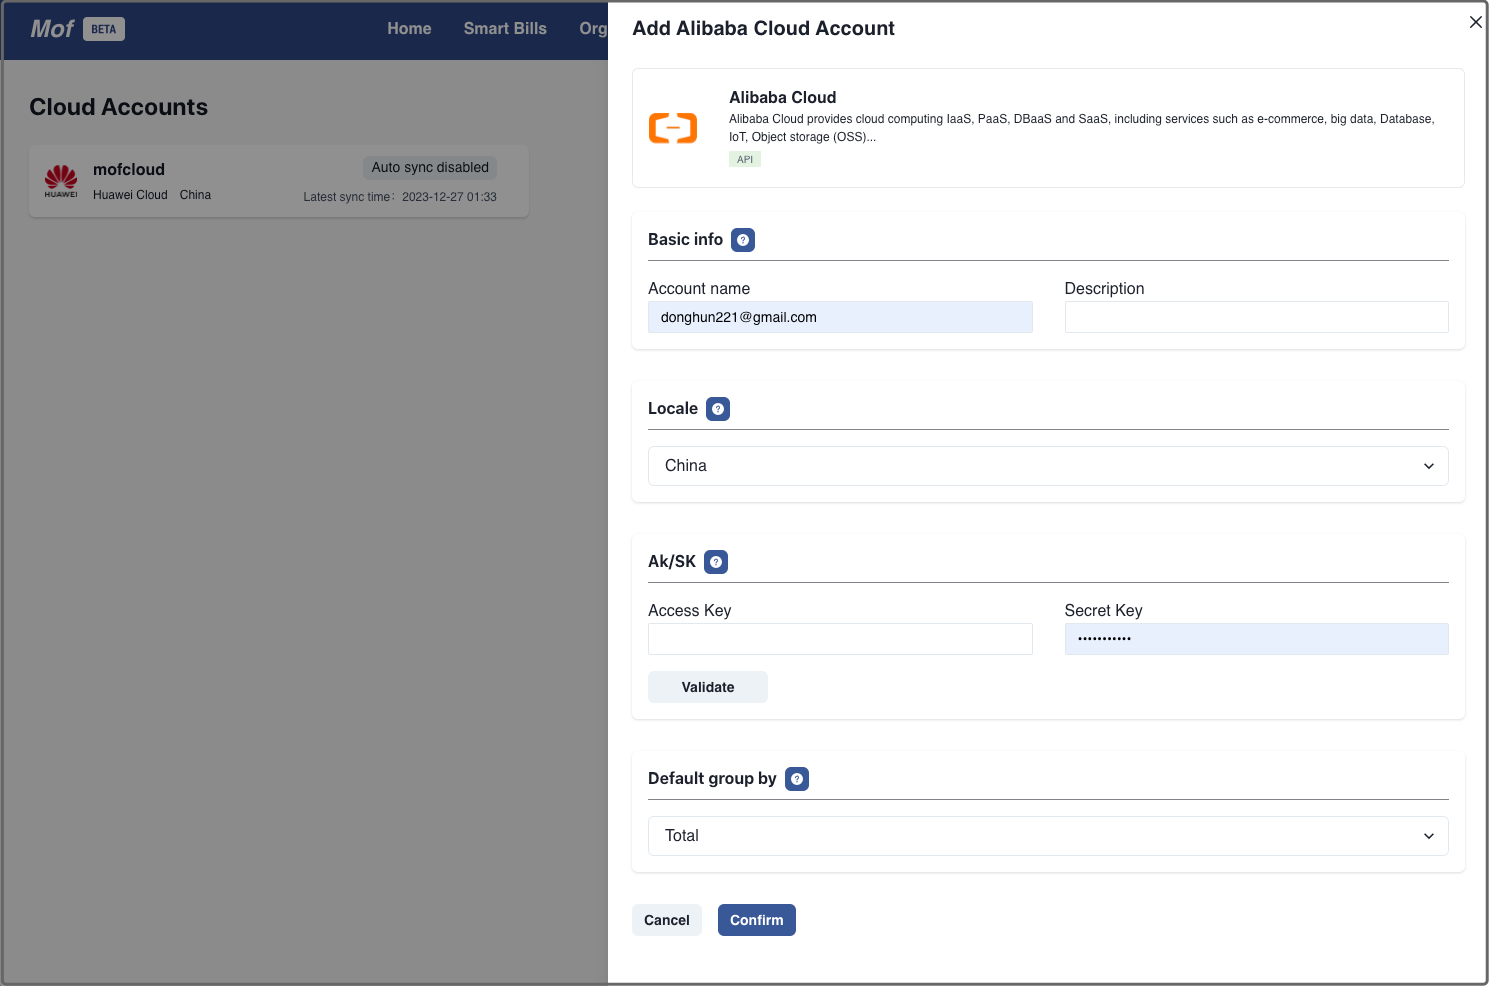 Mof BETA Home Smart Bills Org
Cloud Accounts
mofcloud Auto sync disabled
HUAWEI
Huawei Cloud China Latest sync time： 2023-12-27 01:33
Add Alibaba Cloud Account
Alibaba Cloud
Alibaba Cloud provides cloud computing IaaS, PaaS, DBaaS and SaaS, including services such as e-commerce, big data, Database,
IoT, Object storage (OSS)...
API
Basic info
Account name Description
donghun221@gmail.com
Locale
China
Ak/SK
Access Key Secret Key
•••••••••••
Validate
Default group by
Total
Cancel Confirm